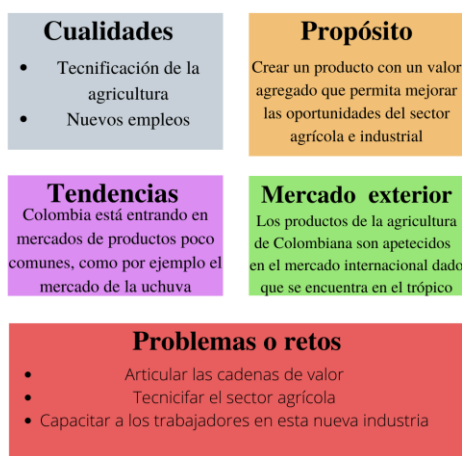 Cualidades
• Tecnificación de la
agricultura
• Nuevos empleos
Propósito
Crear un producto con un valor
agregado que permita mejorar
las oportunidades del sector
agrícola e industrial
Tendencias
Colombia está entrando en
mercados de productos poco
comunes, como por ejemplo el
mercado de la uchuva
Mercado exterior
Los productos de la agricultura
de Colombiana son apetecidos
en el mercado internacional dado
que se encuentra en el trópico
Problemas o retos
• Articular las cadenas de valor
• Tecnicifar el sector agrícola
• Capacitar a los trabajadores en esta nueva industria